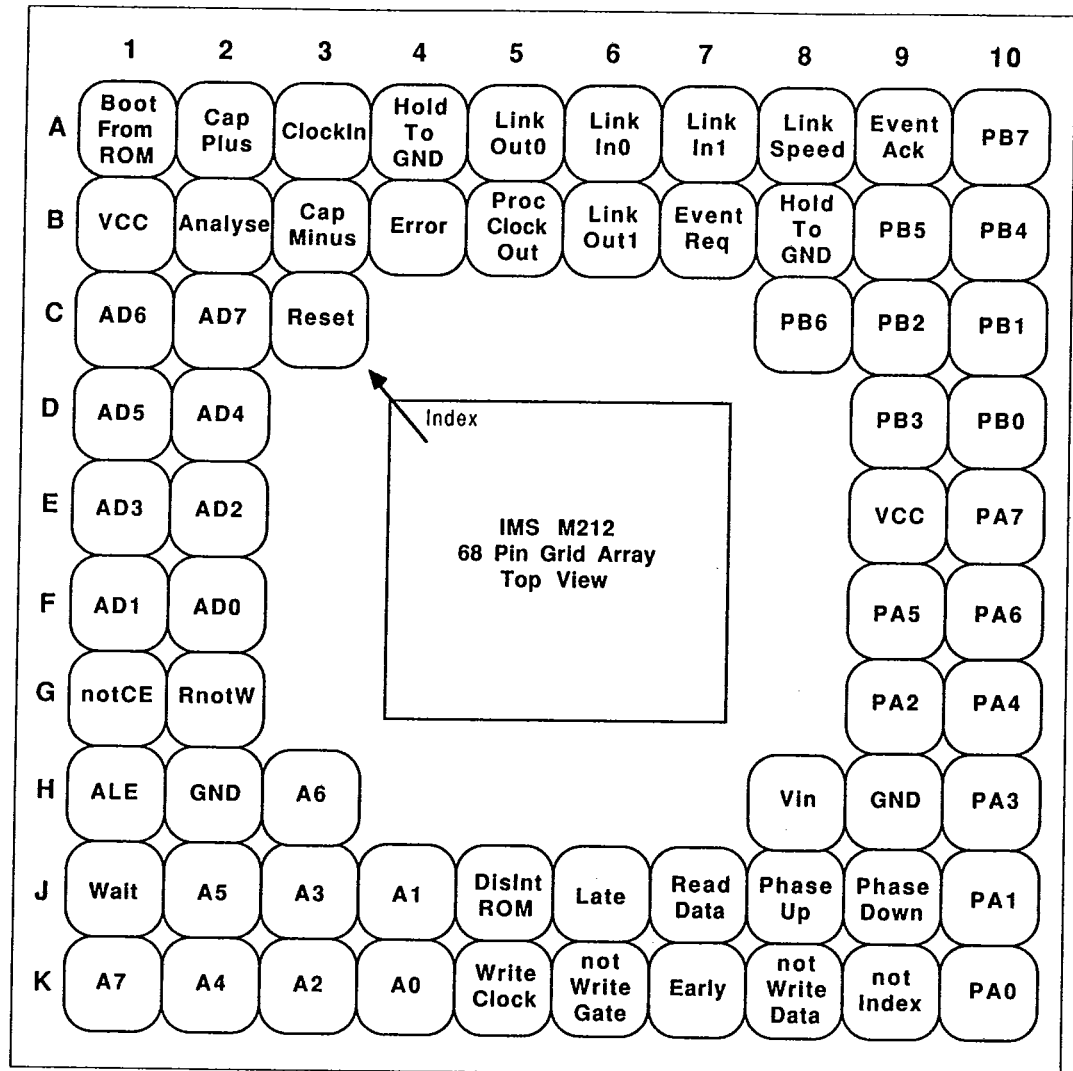 1 2 3 4 5 6 7 8 9 10
A
Boot
From
ROM
Cap
Plus
ClockIn
Hold
To
GND
Link
Out0
Link
In0
Link
In1
Link
Speed
Event
Ack
PB7
B
VCC
Analyse
Cap
Minus
Error
Proc
Clock
Out
Link
Out1
Event
Req
Hold
To
GND
PB5
PB4
C
AD6
AD7
Reset
PB6
PB2
PB1
D
AD5
AD4
Index
PB3
PB0
E
AD3
AD2
IMS M212
68 Pin Grid Array
Top View
VCC
PA7
F
AD1
AD0
PA5
PA6
G
notCE
RnotW
PA2
PA4
H
ALE
GND
A6
Vin
GND
PA3
J
Wait
A5
A3
A1
DisInt
ROM
Late
Read
Data
Phase
Up
Phase
Down
PA1
K
A7
A4
A2
A0
Write
Clock
not
Write
Gate
Early
not
Write
Data
not
Index
PA0